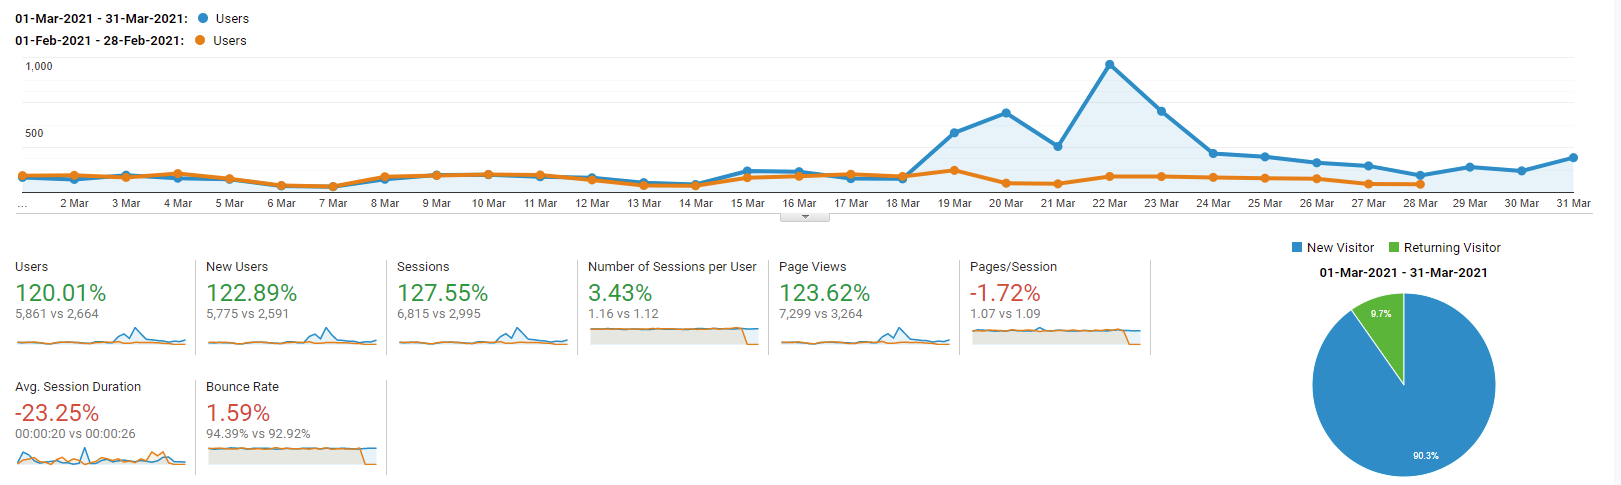 01-Mar-2021 - 31-Mar-2021: Users
01-Feb-2021 - 28-Feb-2021: Users
1,000
500
... 2 Mar 3 Mar 4 Mar 5 Mar 6 Mar 7 Mar 8 Mar 9 Mar 10 Mar 11 Mar 12 Mar 13 Mar 14 Mar 15 Mar 16 Mar 17 Mar 18 Mar 19 Mar 20 Mar 21 Mar 22 Mar 23 Mar 24 Mar 25 Mar 26 Mar 27 Mar 28 Mar 29 Mar 30 Mar 31 Mar
Users
120.01%
5,861 vs 2,664
New Users
122.89%
5,775 vs 2,591
Sessions
127.55%
6,815 vs 2,995
Number of Sessions per User
3.43%
1.16 vs 1.12
Page Views
123.62%
7,299 vs 3,264
Pages/Session
-1.72%
1.07 vs 1.09
Avg. Session Duration
-23.25%
00:00:20 vs 00:00:26
Bounce Rate
1.59%
94.39% vs 92.92%
New Visitor Returning Visitor
01-Mar-2021 - 31-Mar-2021
9.7%
90.3%